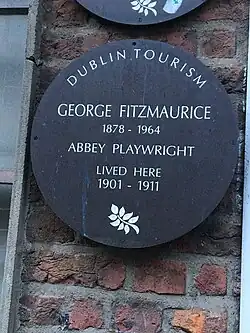 DUBLIN TOURISM
GEORGE FITZMAURICE
1878 - 1964
ABBEY PLAYWRIGHT
LIVED HERE
1901 - 1911